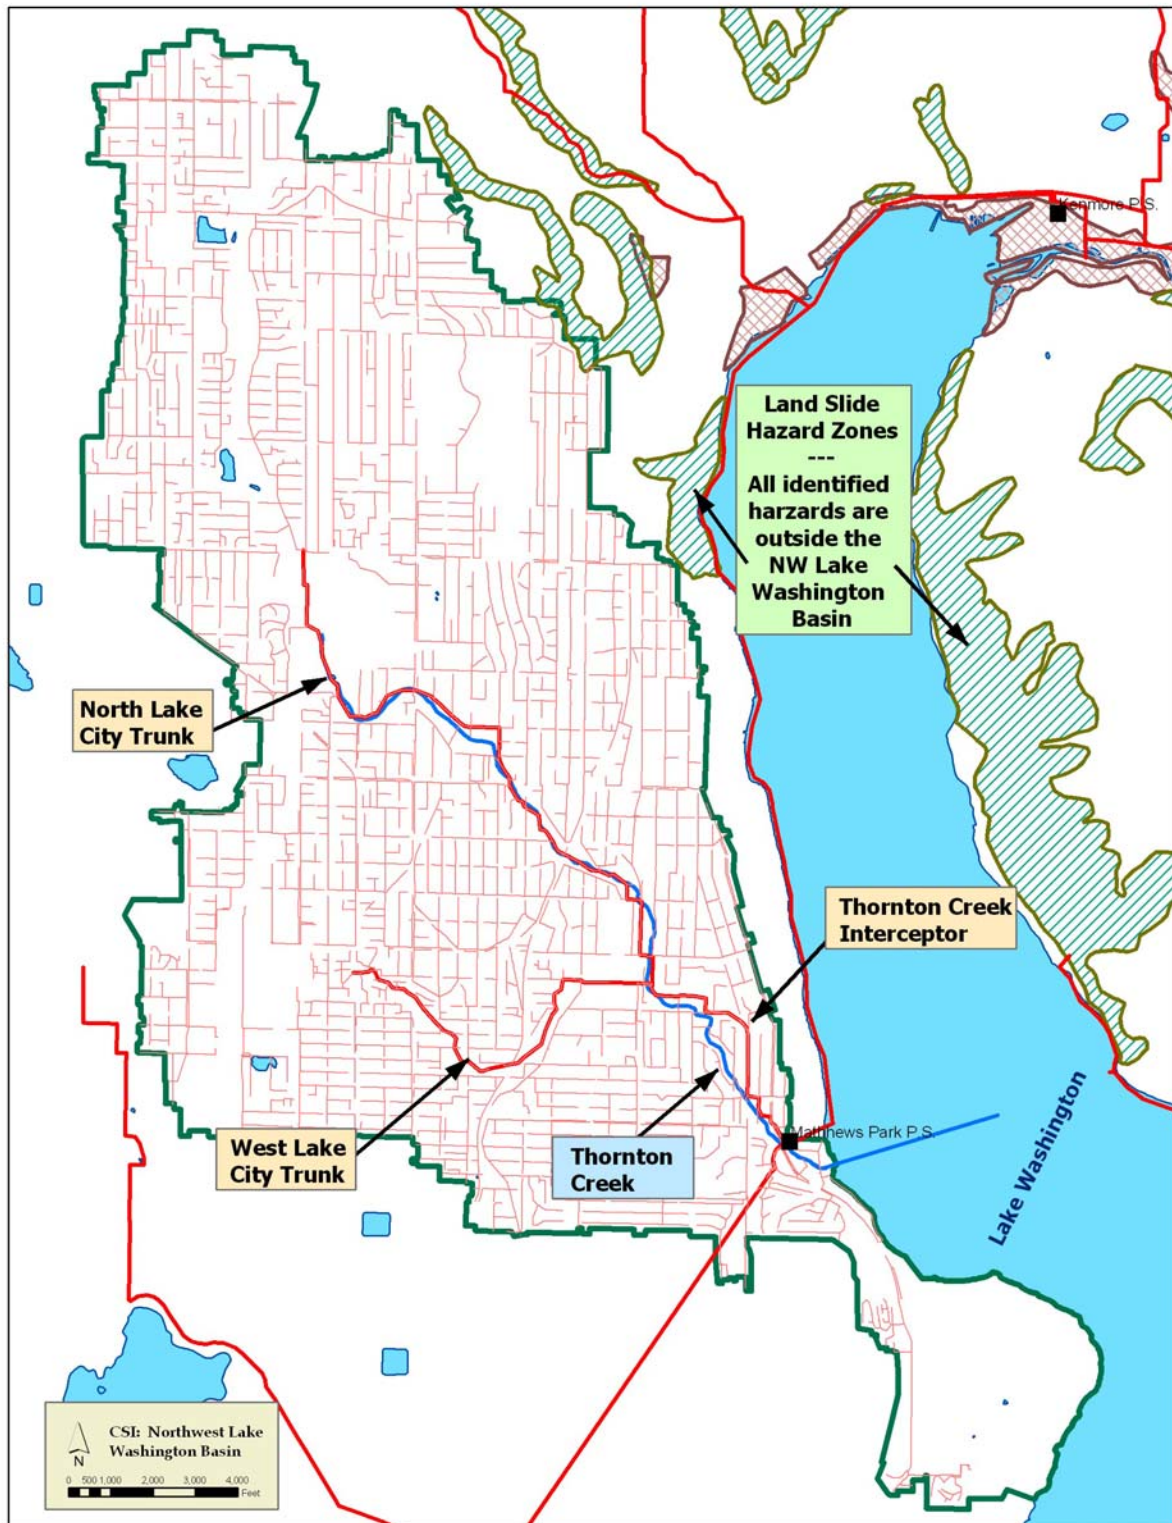 Kenmore P.S.
Land Slide
Hazard Zones
---
All identified
harzards are
outside the
NW Lake
Washington
Basin
North Lake
City Trunk
Thornton Creek
Interceptor
West Lake
City Trunk
Thornton
Creek
Matthews Park P.S.
Lake Washington
CSI: Northwest Lake
Washington Basin
N
0 500 1,000 2,000 3,000 4,000
Feet